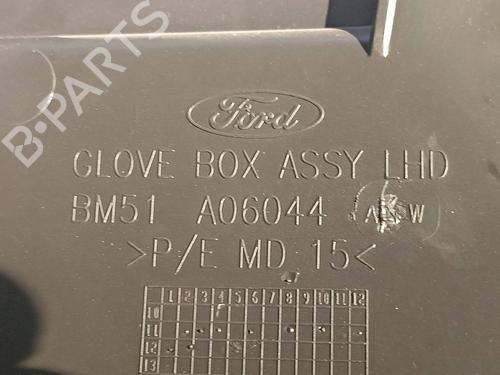 B-PARTS
Ford
GLOVE BOX ASSY LHD
BM51 A06044 W
>P/E MD 15<
1 2 3 4 5 6 7 8 9 10 11 12
10
11
12
13